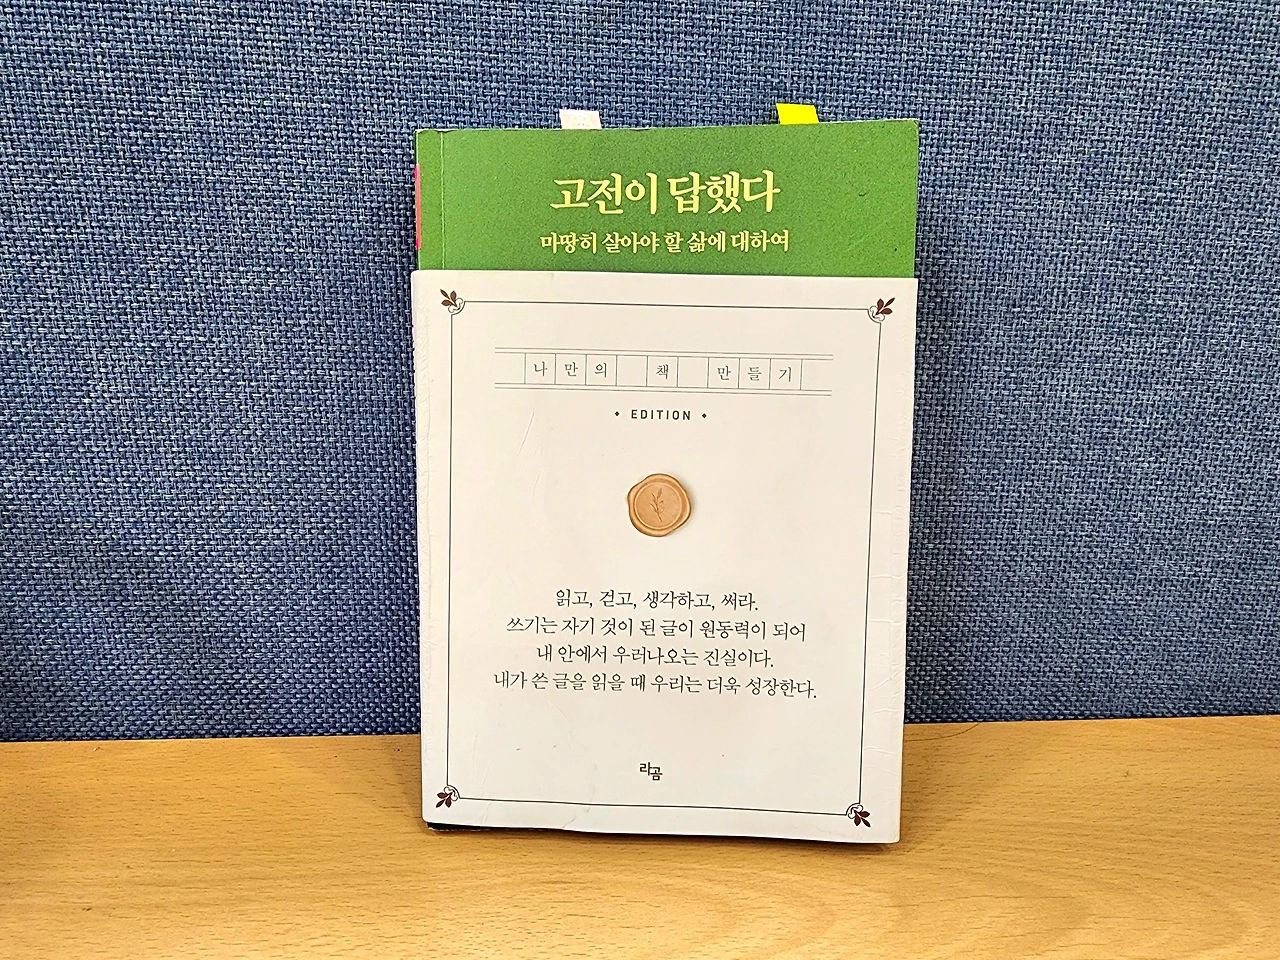 고전이 답했다
마땅히 살아야 할 삶에 대하여
나만의 책 만들기
EDITION
읽고, 걷고, 생각하고, 써라.
쓰기는 자기 것이 된 글이 원동력이 되어
내 안에서 우러나오는 진실이다.
내가 쓴 글을 읽을 때 우리는 더욱 성장한다.
라곰